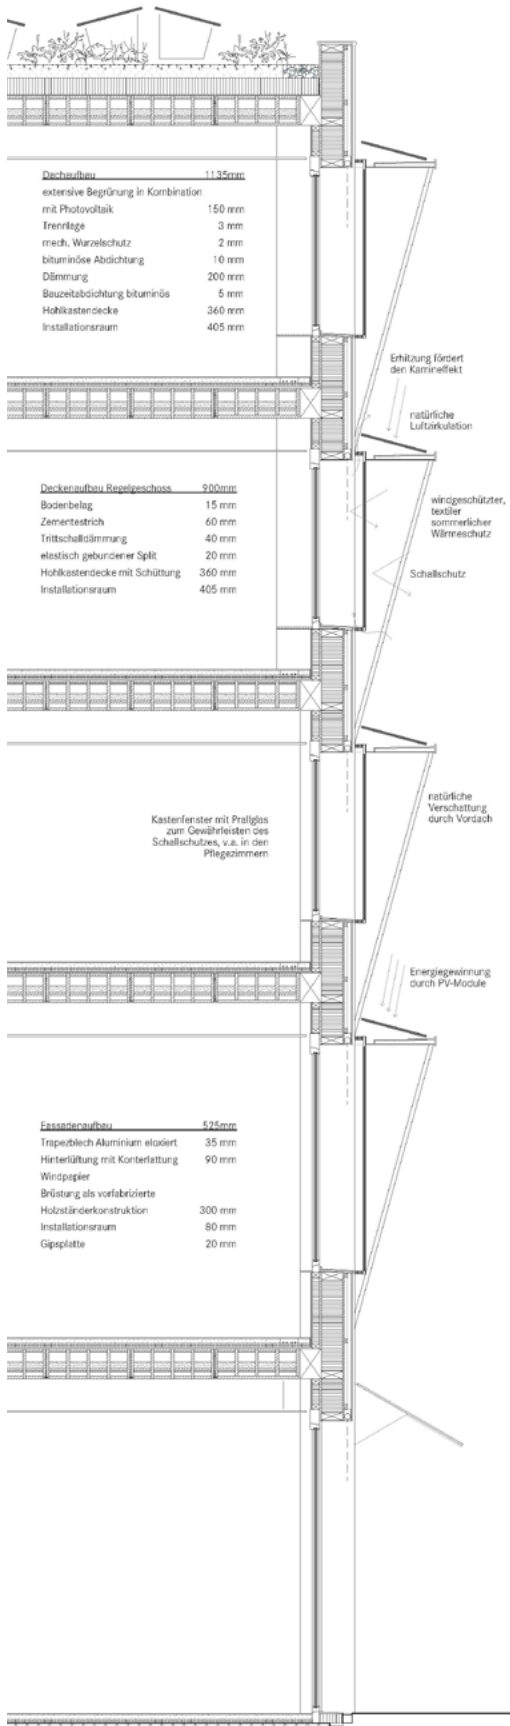 Dachaufbau 1135mm
extensive Begrünung in Kombination
mit Photovoltaik 150 mm
Trennlage 3 mm
mech. Wurzelschutz 2 mm
bituminöse Abdichtung 10 mm
Dämmung 200 mm
Bauzeitabdichtung bituminös 5 mm
Hohlkastendecke 360 mm
Installationsraum 405 mm
Erhitzung fördert
den Kamineffekt
natürliche
Luftzirkulation
Deckenaufbau Regelgeschoss 900mm
Bodenbelag 15 mm
Zementestrich 60 mm
Trittschalldämmung 40 mm
elastisch gebundener Split 20 mm
Hohlkastendecke mit Schüttung 360 mm
Installationsraum 405 mm
windgeschützter,
textiler
sommerlicher
Wärmeschutz
Schallschutz
Kastenfenster mit Prallglas
zum Gewährleisten des
Schallschutzes, v.a. in den
Pflegezimmern
natürliche
Verschattung
durch Vordach
Energiegewinnung
durch PV-Module
Fassadenaufbau 525mm
Trapezblech Aluminium eloxiert 35 mm
Hinterlüftung mit Konterlattung 90 mm
Windpapier
Brüstung als vorfabrizierte
Holzständerkonstruktion 300 mm
Installationsraum 80 mm
Gipsplatte 20 mm